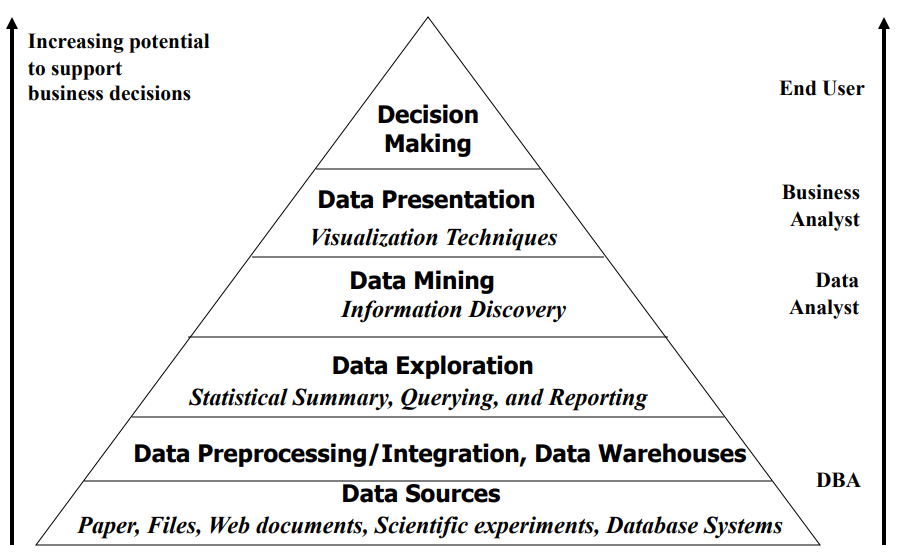 Increasing potential
to support
business decisions
End User
Decision
Making
Business
Analyst
Data Presentation
Visualization Techniques
Data
Analyst
Data Mining
Information Discovery
Data Exploration
Statistical Summary, Querying, and Reporting
Data Preprocessing/Integration, Data Warehouses
DBA
Data Sources
Paper, Files, Web documents, Scientific experiments, Database Systems